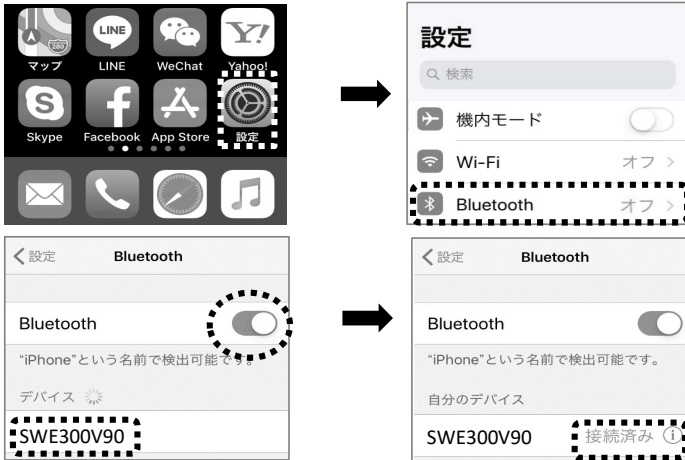 280
LINE
Y!
マップ LINE WeChat Yahoo!
S f
Skype Facebook App Store 設定
設定
検索
機内モード
Wi-Fi オフ >
Bluetooth オフ >
< 設定 Bluetooth
Bluetooth
“iPhone”という名前で検出可能です。
デバイス
SWE300V90
< 設定 Bluetooth
Bluetooth
“iPhone”という名前で検出可能です。
自分のデバイス
SWE300V90 接続済み i